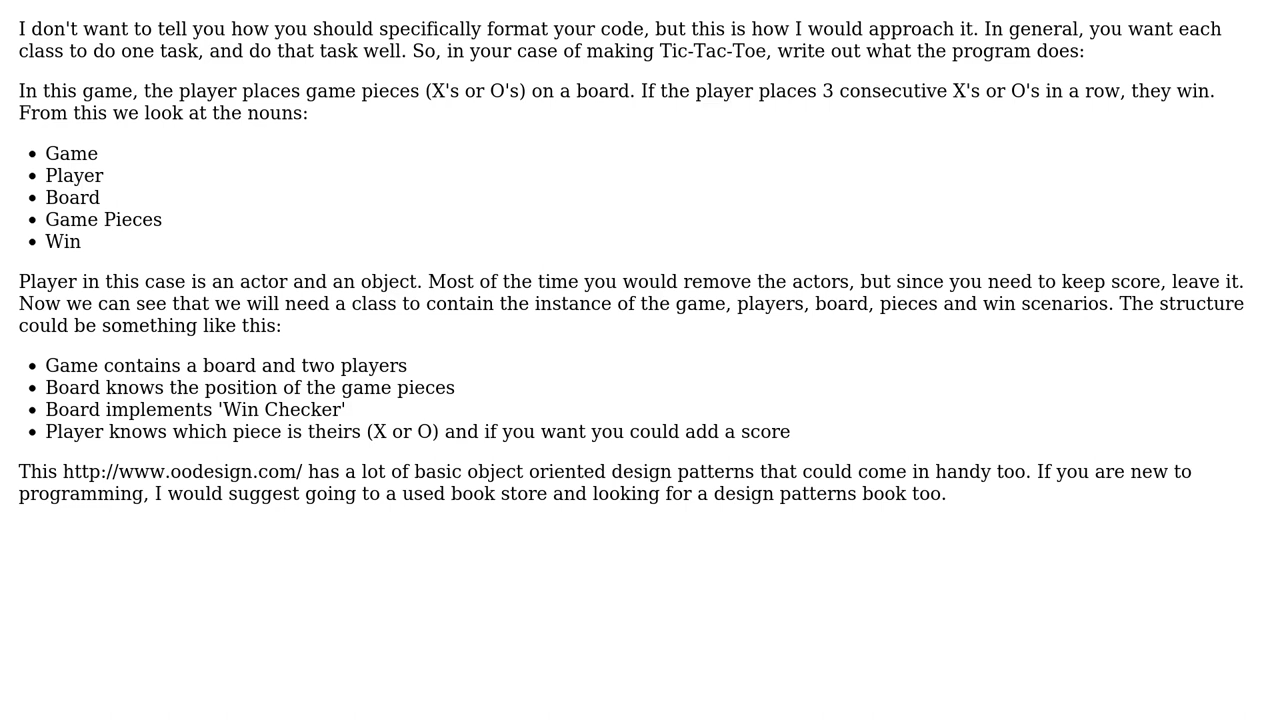 I don't want to tell you how you should specifically format your code, but this is how I would approach it. In general, you want each
class to do one task, and do that task well. So, in your case of making Tic-Tac-Toe, write out what the program does:
In this game, the player places game pieces (X's or O's) on a board. If the player places 3 consecutive X's or O's in a row, they win.
From this we look at the nouns:
• Game
• Player
• Board
• Game Pieces
• Win
Player in this case is an actor and an object. Most of the time you would remove the actors, but since you need to keep score, leave it.
Now we can see that we will need a class to contain the instance of the game, players, board, pieces and win scenarios. The structure
could be something like this:
• Game contains a board and two players
• Board knows the position of the game pieces
• Board implements 'Win Checker'
• Player knows which piece is theirs (X or O) and if you want you could add a score
This http://www.oodesign.com/ has a lot of basic object oriented design patterns that could come in handy too. If you are new to
programming, I would suggest going to a used book store and looking for a design patterns book too.